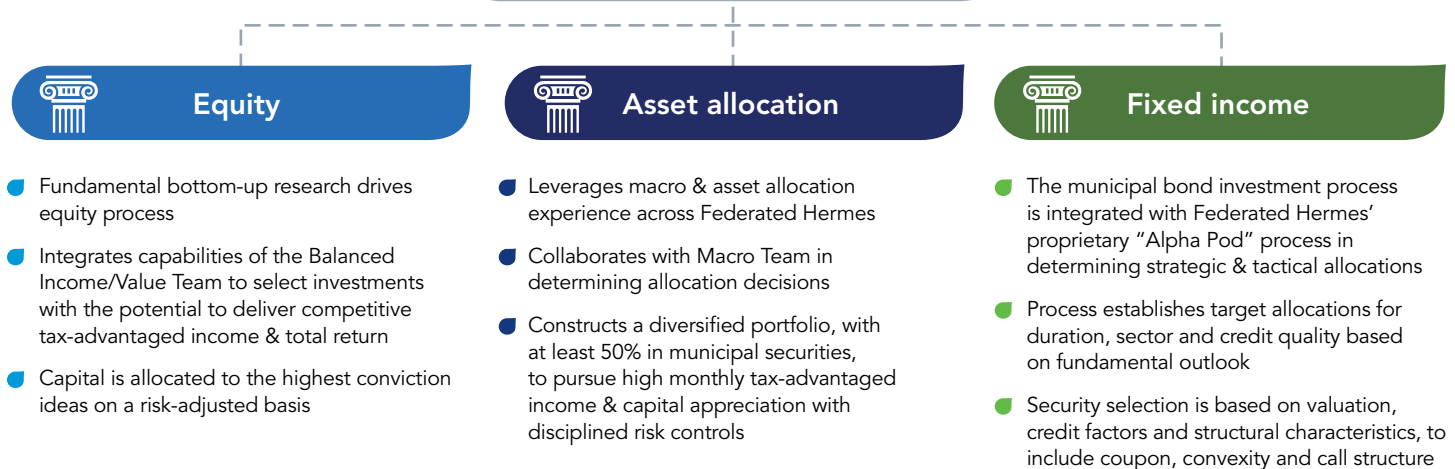 Equity
Fundamental bottom-up research drives
equity process
Integrates capabilities of the Balanced
Income/Value Team to select investments
with the potential to deliver competitive
tax-advantaged income & total return
Capital is allocated to the highest conviction
ideas on a risk-adjusted basis
Asset allocation
Leverages macro & asset allocation
experience across Federated Hermes
Collaborates with Macro Team in
determining allocation decisions
Constructs a diversified portfolio, with
at least 50% in municipal securities,
to pursue high monthly tax-advantaged
income & capital appreciation with
disciplined risk controls
Fixed income
The municipal bond investment process
is integrated with Federated Hermes’
proprietary “Alpha Pod” process in
determining strategic & tactical allocations
Process establishes target allocations for
duration, sector and credit quality based
on fundamental outlook
Security selection is based on valuation,
credit factors and structural characteristics, to
include coupon, convexity and call structure